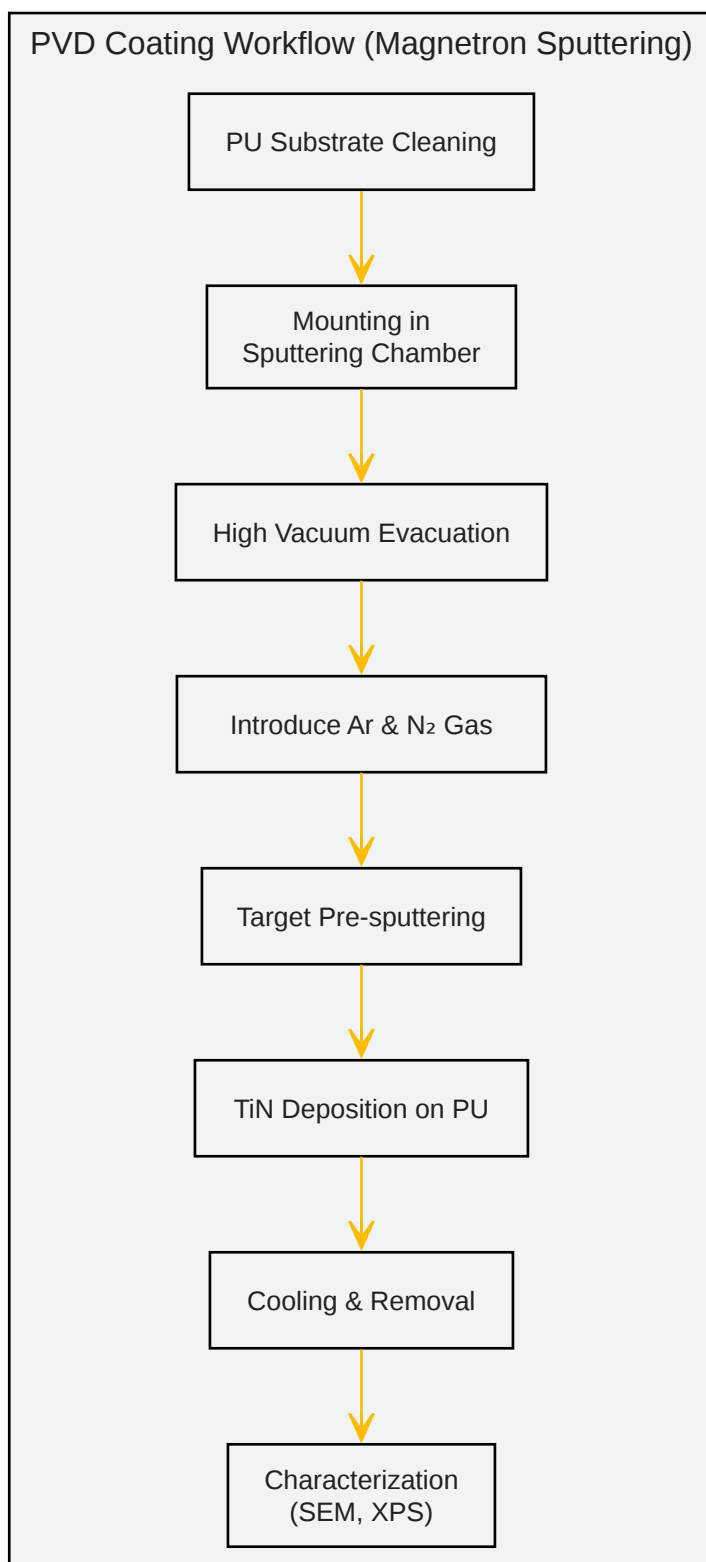 PVD Coating Workflow (Magnetron Sputtering)
PU Substrate Cleaning
Mounting in
Sputtering Chamber
High Vacuum Evacuation
Introduce Ar & N₂ Gas
Target Pre-sputtering
TiN Deposition on PU
Cooling & Removal
Characterization
(SEM, XPS)